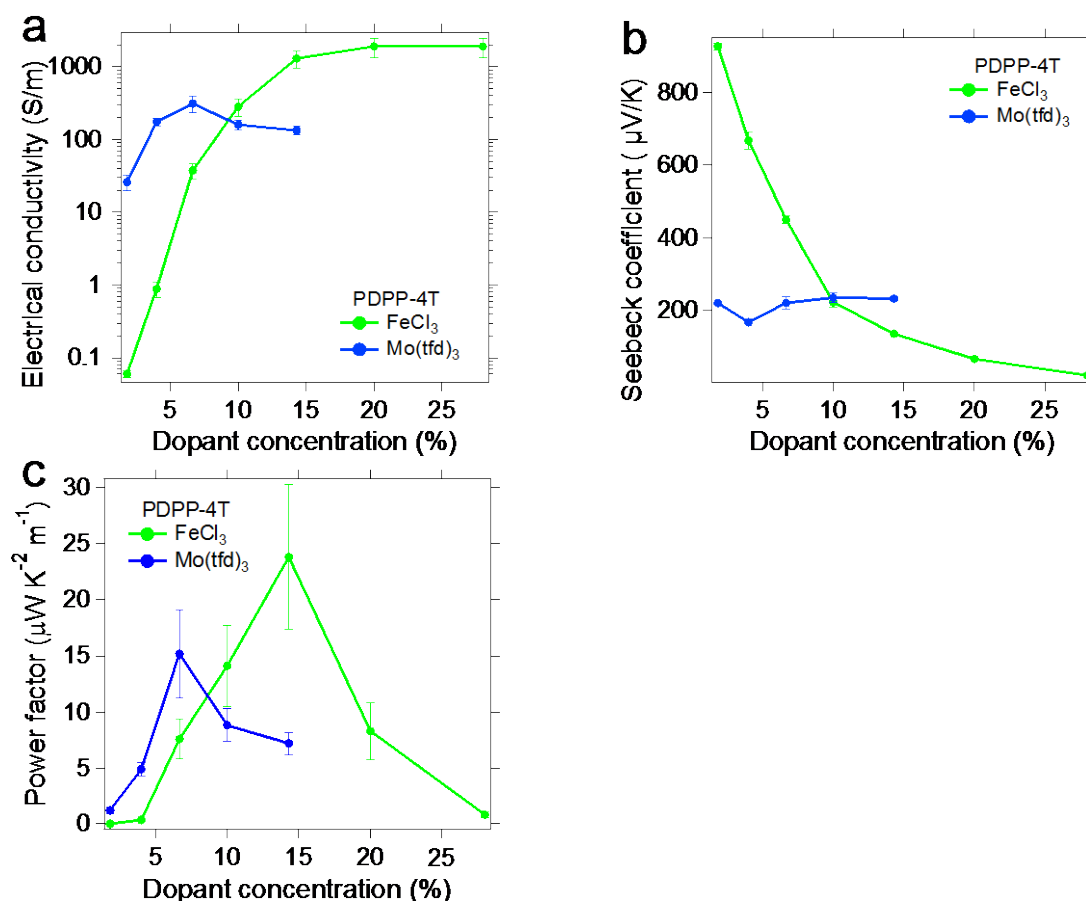 a
Electrical conductivity (S/m)
1000
100
10
1
0.1
PDPP-4T
FeCl₃
Mo(tfd)₃
5 10 15 20 25
Dopant concentration (%)
b
Seebeck coefficient ( μV/K)
800
600
400
200
PDPP-4T
FeCl₃
Mo(tfd)₃
5 10 15 20 25
Dopant concentration (%)
c
Power factor (μW K⁻² m⁻¹)
30
25
20
15
10
5
0
PDPP-4T
FeCl₃
Mo(tfd)₃
5 10 15 20 25
Dopant concentration (%)